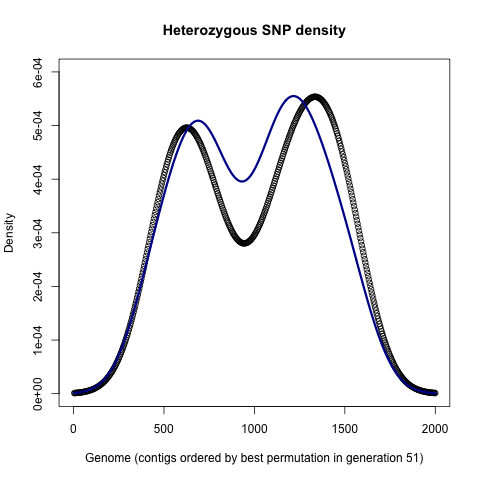 Heterozygous SNP density
6e-04
5e-04
4e-04
3e-04
2e-04
1e-04
0e+00
Density
0 500 1000 1500 2000
Genome (contigs ordered by best permutation in generation 51)